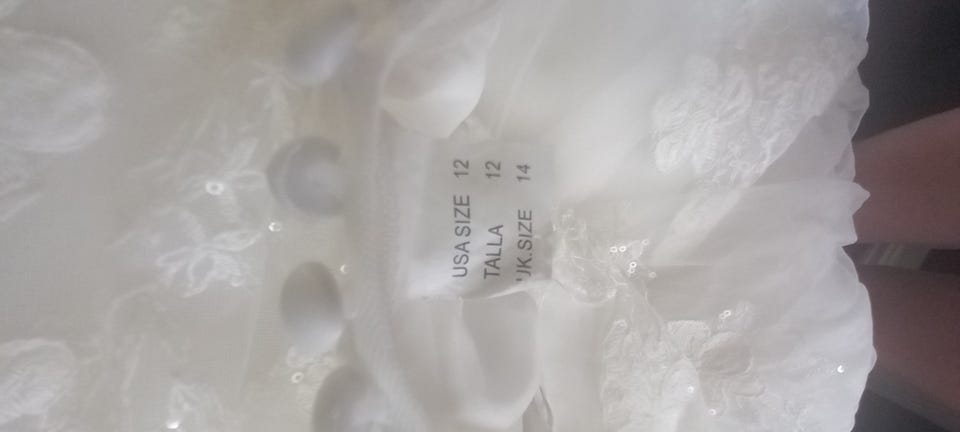 USA SIZE 12
TALLA 12
UK.SIZE 14